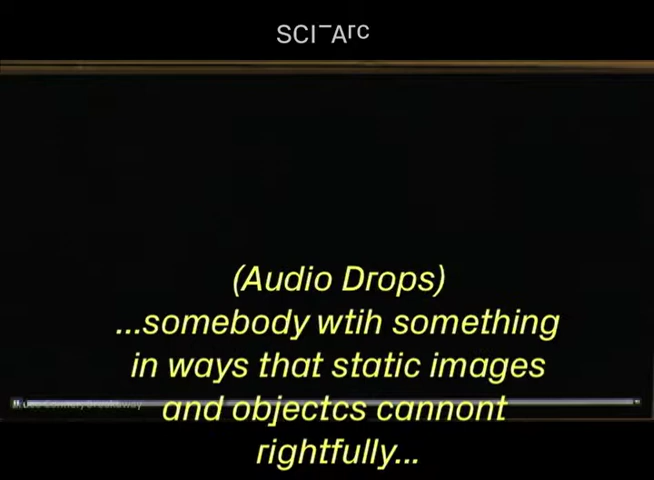 SCI-Arc
(Audio Drops)
...somebody wtih something
in ways that static images
and objectcs cannont
rightfully...